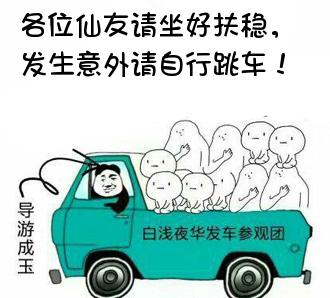 各位仙友请坐好扶稳,
发生意外请自行跳车！
导游成玉
白浅夜华发车参观团